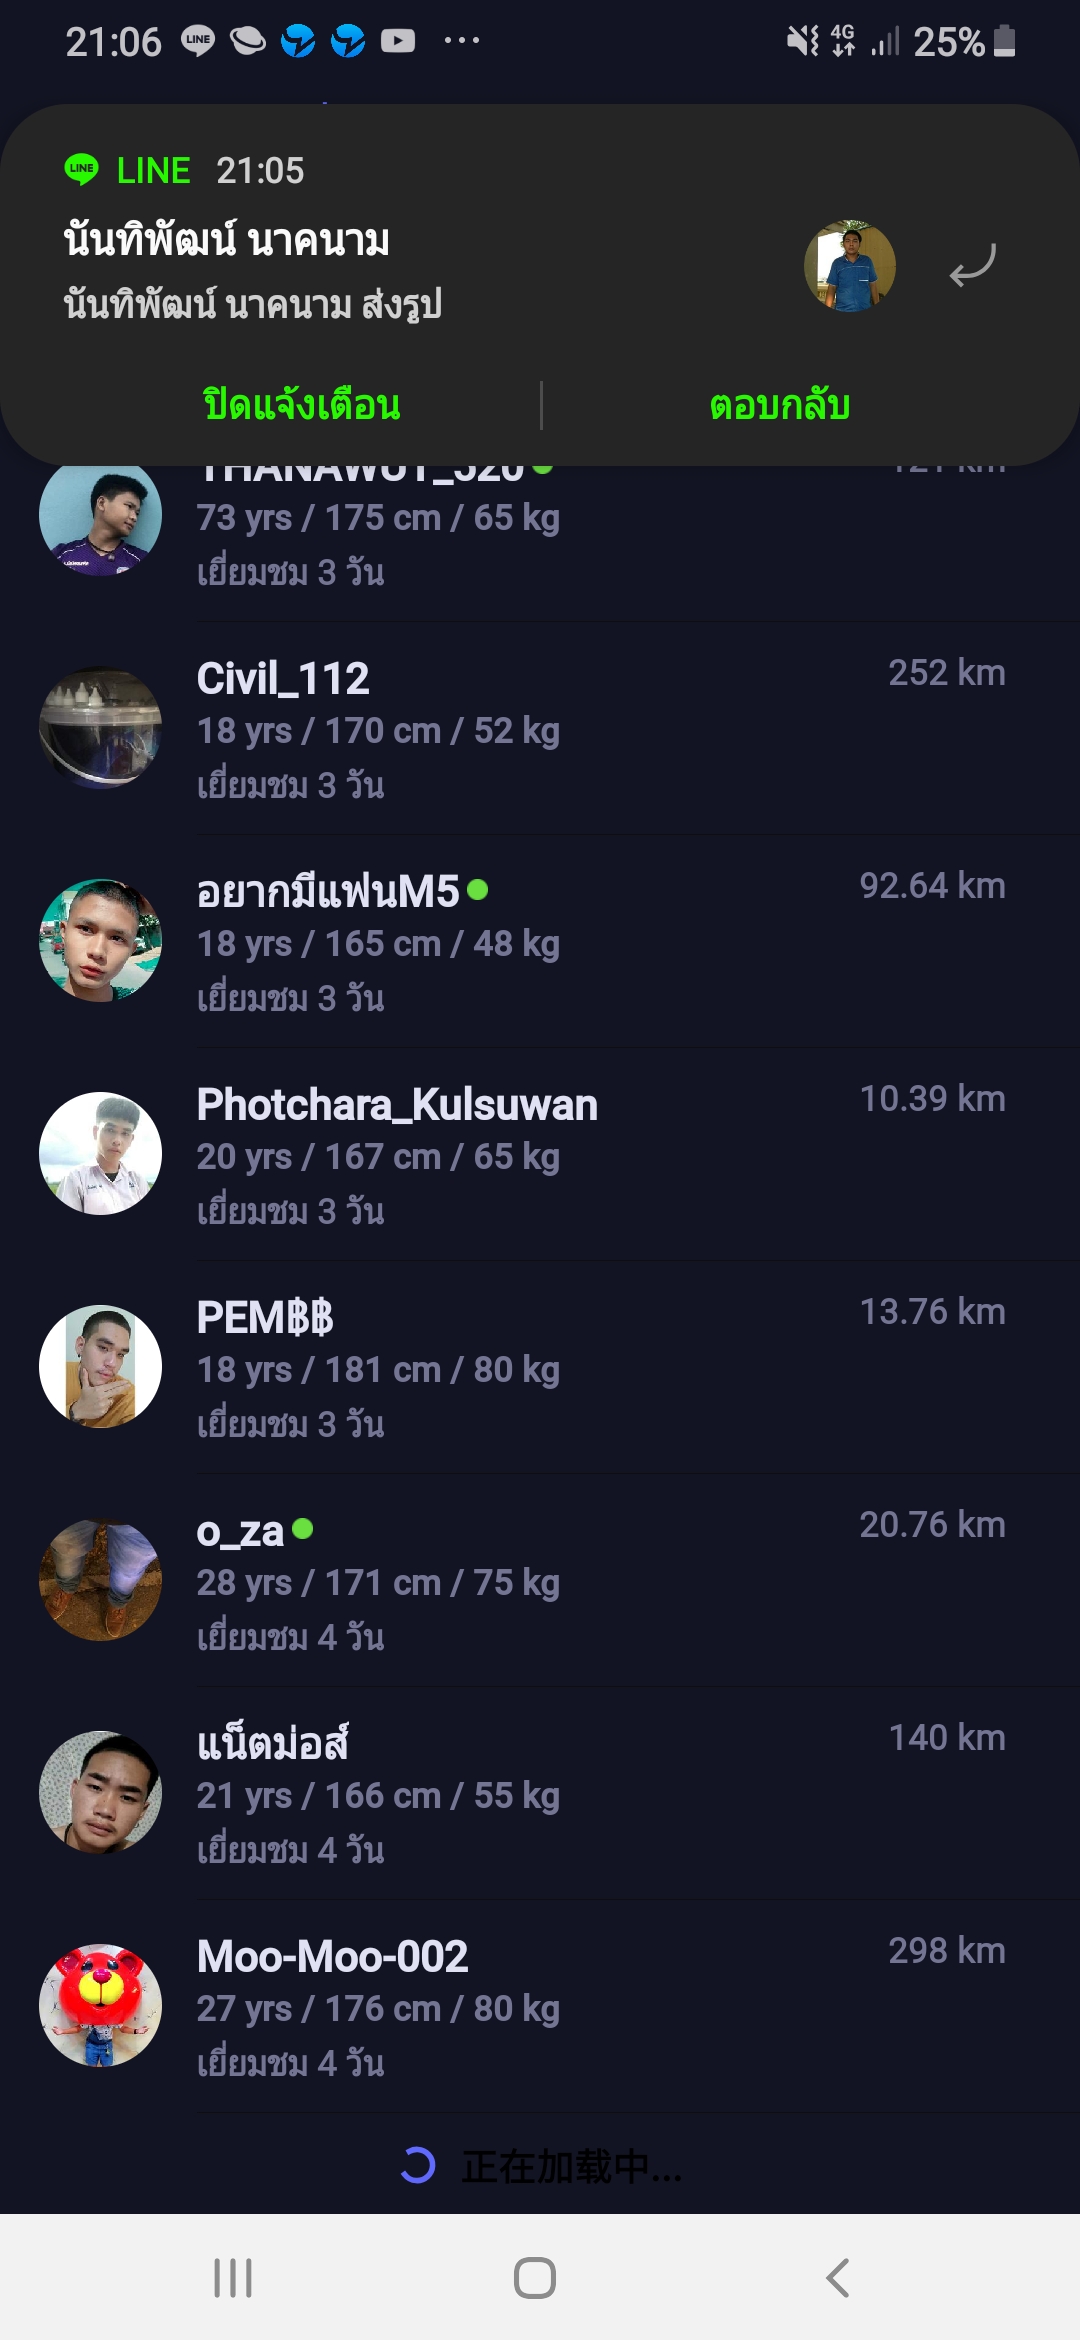 21:06
4G
25%
LINE 21:05
นันทิพัฒน์ นาคนาม
นันทิพัฒน์ นาคนาม ส่งรูป
ปิดแจ้งเตือน ตอบกลับ
THANAWUT_520 121 km
73 yrs / 175 cm / 65 kg
เยี่ยมชม 3 วัน
Civil_112 252 km
18 yrs / 170 cm / 52 kg
เยี่ยมชม 3 วัน
อยากมีแฟนM5 92.64 km
18 yrs / 165 cm / 48 kg
เยี่ยมชม 3 วัน
Photchara_Kulsuwan 10.39 km
20 yrs / 167 cm / 65 kg
เยี่ยมชม 3 วัน
PEM฿฿ 13.76 km
18 yrs / 181 cm / 80 kg
เยี่ยมชม 3 วัน
o_za 20.76 km
28 yrs / 171 cm / 75 kg
เยี่ยมชม 4 วัน
แน็ตม่อส์ 140 km
21 yrs / 166 cm / 55 kg
เยี่ยมชม 4 วัน
Moo-Moo-002 298 km
27 yrs / 176 cm / 80 kg
เยี่ยมชม 4 วัน
正在加载中...